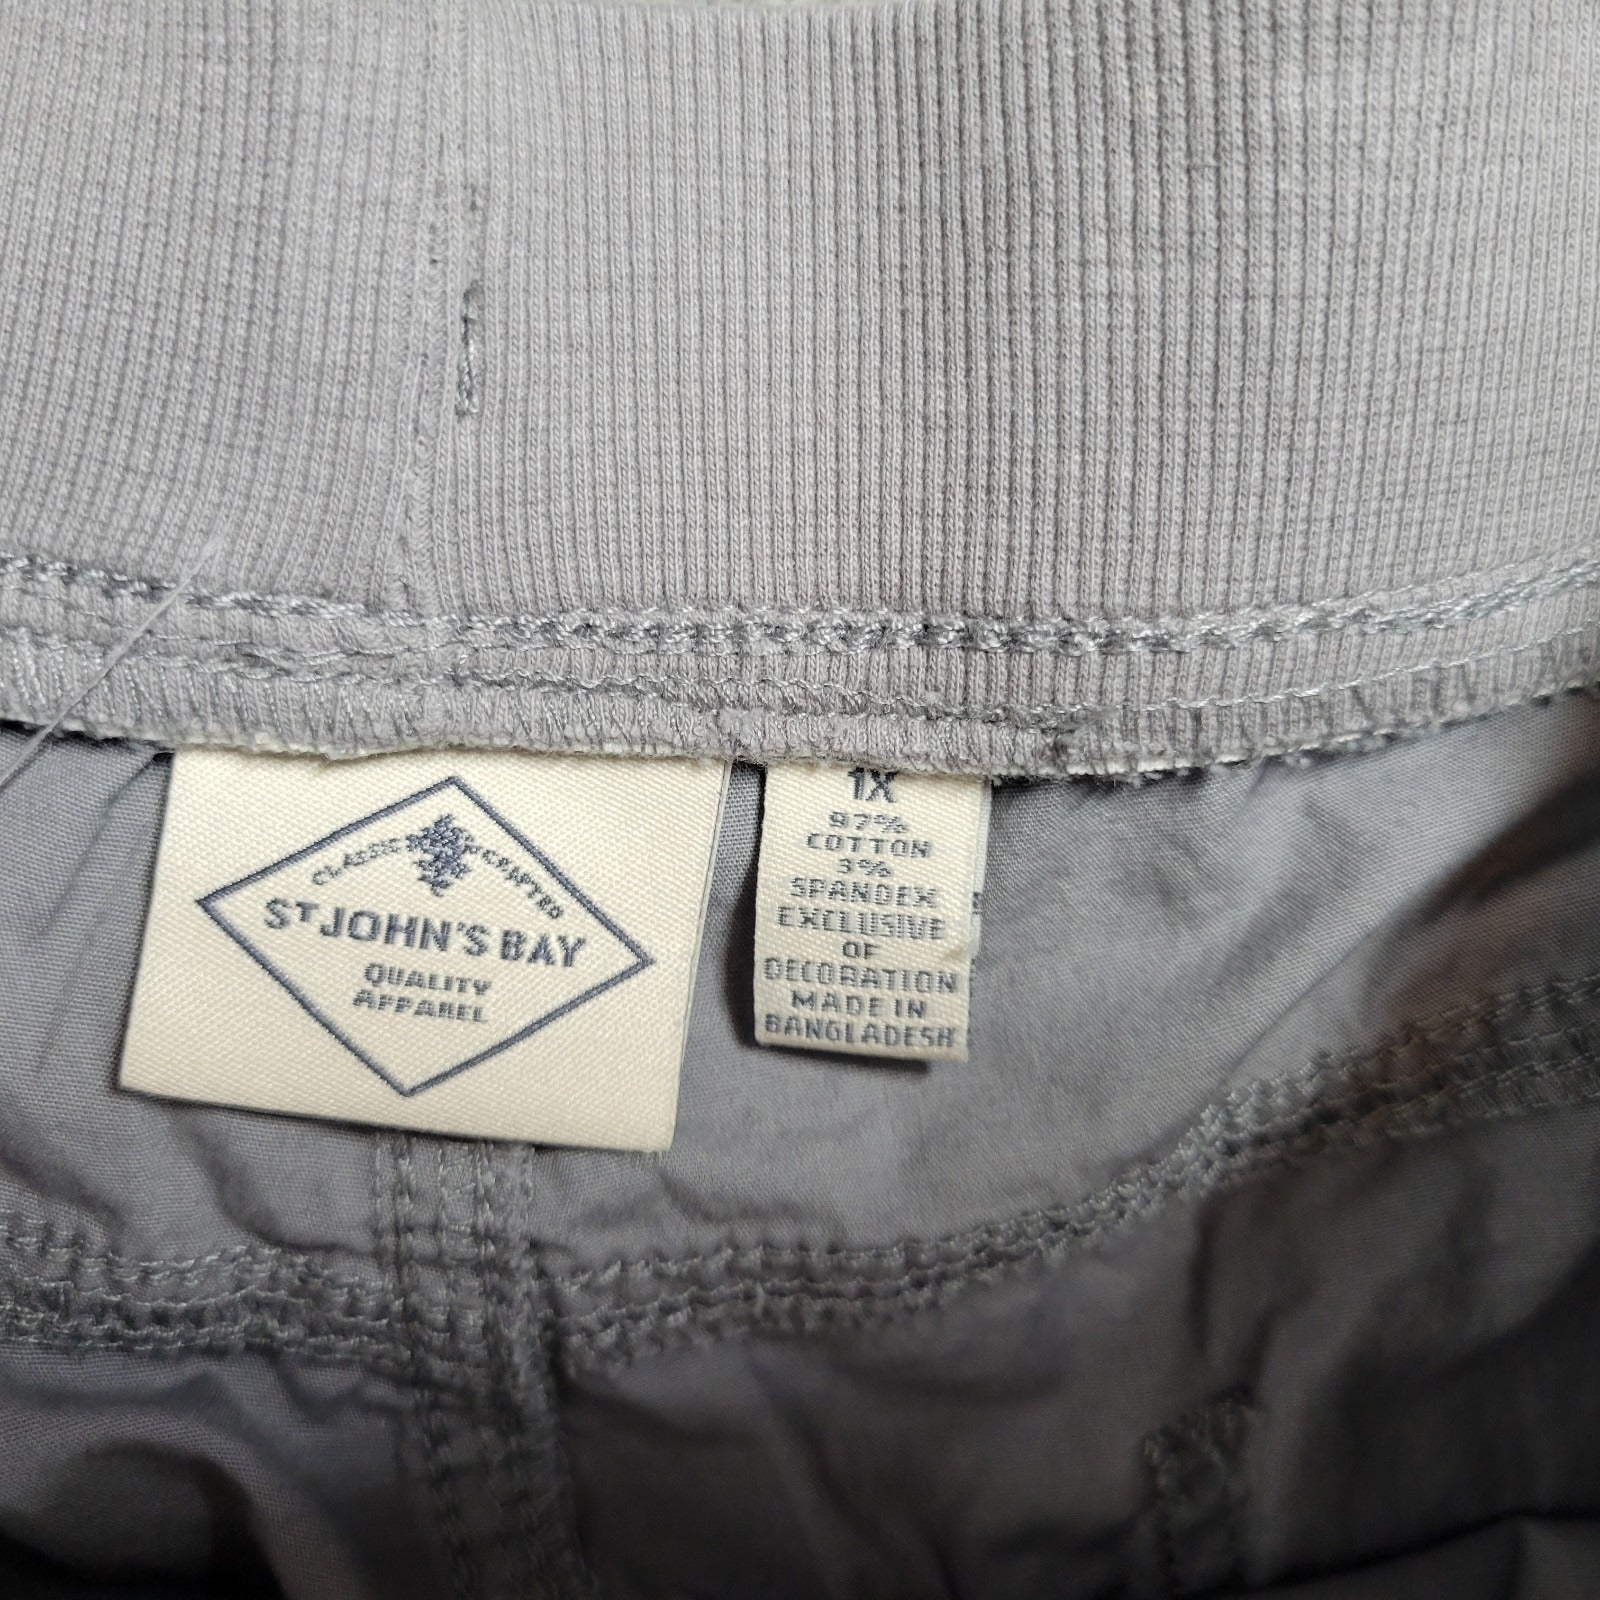 CLASSIC CRAFTED
ST JOHN'S BAY
QUALITY
APPAREL
1X
97%
COTTON
3%
SPANDEX
EXCLUSIVE
OF
DECORATION
MADE IN
BANGLADESH